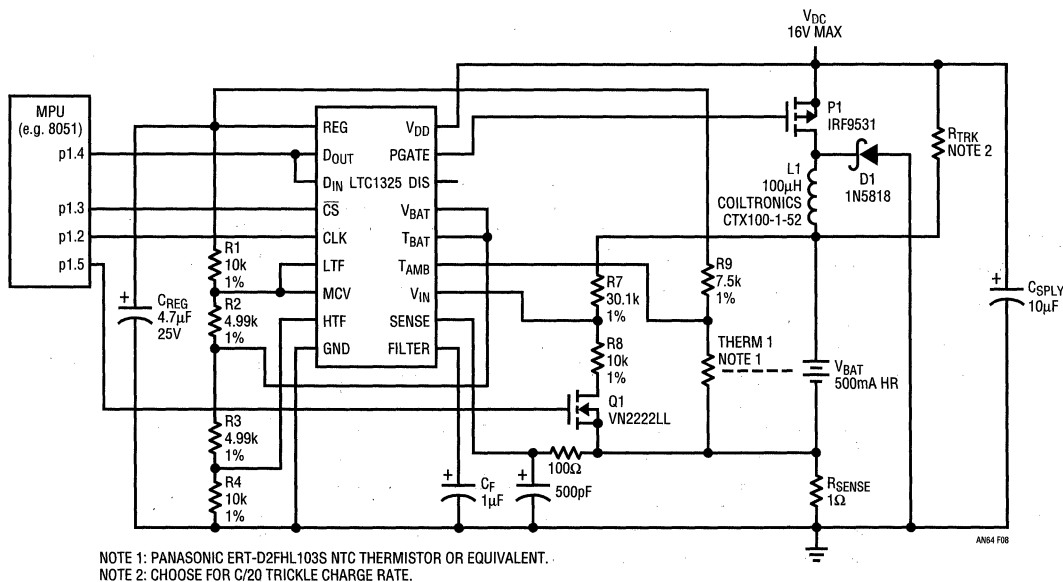 VDC
16V MAX
MPU
(e.g. 8051)
p1.4
p1.3
p1.2
p1.5
REG
DOUT
DIN
LTC1325
CS
CLK
LTF
MCV
HTF
GND
VDD
PGATE
DIS
VBAT
TBAT
TAMB
VIN
SENSE
FILTER
P1
IRF9531
RTRK
NOTE 2
L1
100µH
COILTRONICS
CTX100-1-52
D1
1N5818
R1
10k
1%
R2
4.99k
1%
R3
4.99k
1%
R4
10k
1%
+
CREG
4.7µF
25V
R7
30.1k
1%
R8
10k
1%
R9
7.5k
1%
THERM 1
NOTE 1
Q1
VN2222LL
+
VBAT
500mA HR
+
CSPLY
10µF
100Ω
+
CF
1µF
+
500pF
RSENSE
1Ω
AN64 F08
NOTE 1: PANASONIC ERT-D2FHL103S NTC THERMISTOR OR EQUIVALENT.
NOTE 2: CHOOSE FOR C/20 TRICKLE CHARGE RATE.